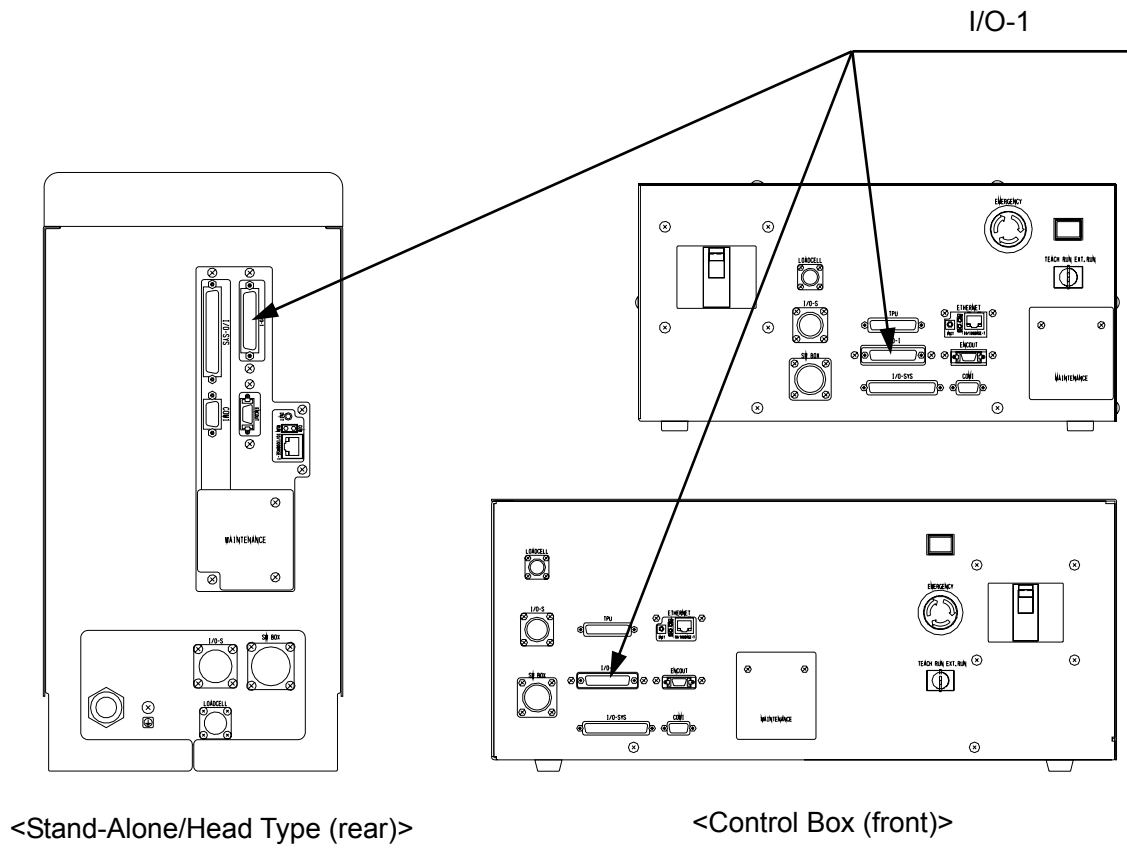 I/O-1
I/O-SYS
COM1
ENCOUT
MAINTENANCE
I/O-S
SW BOX
LOADCELL
<Stand-Alone/Head Type (rear)>
EMERGENCY
TEACH RUN EXT.RUN
LOADCELL
I/O-S
SW BOX
TPU
ETHERNET
ENCOUT
I/O-SYS
COM1
MAINTENANCE
LOADCELL
I/O-S
SW BOX
TPU
ETHERNET
ENCOUT
I/O-SYS
COM1
MAINTENANCE
EMERGENCY
TEACH RUN EXT.RUN
<Control Box (front)>